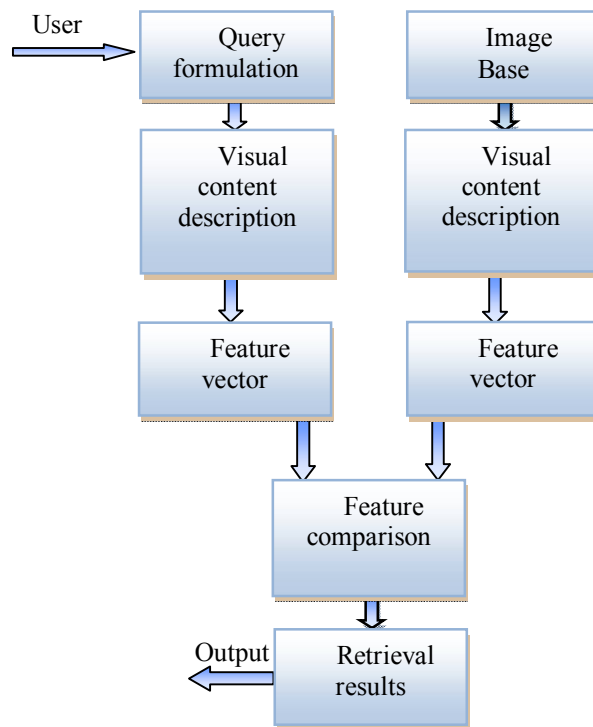 User
Query
formulation
Image
Base
Visual
content
description
Visual
content
description
Feature
vector
Feature
vector
Feature
comparison
Output
Retrieval
results